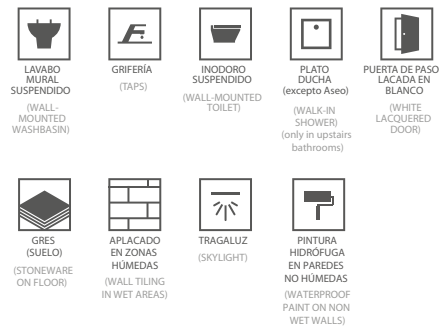 LAVABO
MURAL
SUSPENDIDO
(WALL-
MOUNTED
WASHBASIN)
GRIFERÍA
(TAPS)
INODORO
SUSPENDIDO
(WALL-MOUNTED
TOILET)
PLATO
DUCHA
(excepto Aseo)
(WALK-IN
SHOWER)
(only in upstairs
bathrooms)
PUERTA DE PASO
LACADA EN
BLANCO
(WHITE
LACQUERED
DOOR)
GRES
(SUELO)
(STONEWARE
ON FLOOR)
APLACADO
EN ZONAS
HÚMEDAS
(WALL TILING
IN WET AREAS)
TRAGALUZ
(SKYLIGHT)
PINTURA
HIDRÓFUGA
EN PAREDES
NO HÚMEDAS
(WATERPROOF
PAINT ON NON
WET WALLS)